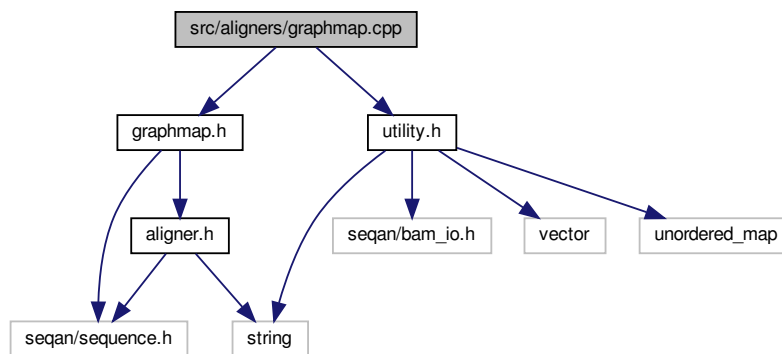 src/aligners/graphmap.cpp
graphmap.h
utility.h
aligner.h
seqan/bam_io.h
vector
unordered_map
seqan/sequence.h
string